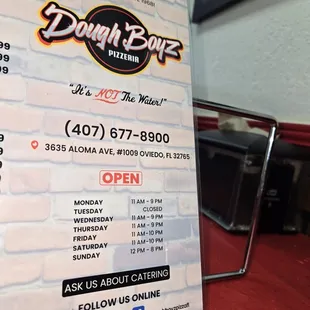 99
99
99
Dough Boyz
PIZZERIA
"It's NOT The Water!"
(407) 677-8900
3635 ALOMA AVE, #1009 OVIEDO, FL 32765
OPEN
MONDAY 11 AM - 9 PM
TUESDAY CLOSED
WEDNESDAY 11 AM - 9 PM
THURSDAY 11 AM - 9 PM
FRIDAY 11 AM - 10 PM
SATURDAY 11 AM - 10 PM
SUNDAY 12 PM - 8 PM
ASK US ABOUT CATERING
FOLLOW US ONLINE